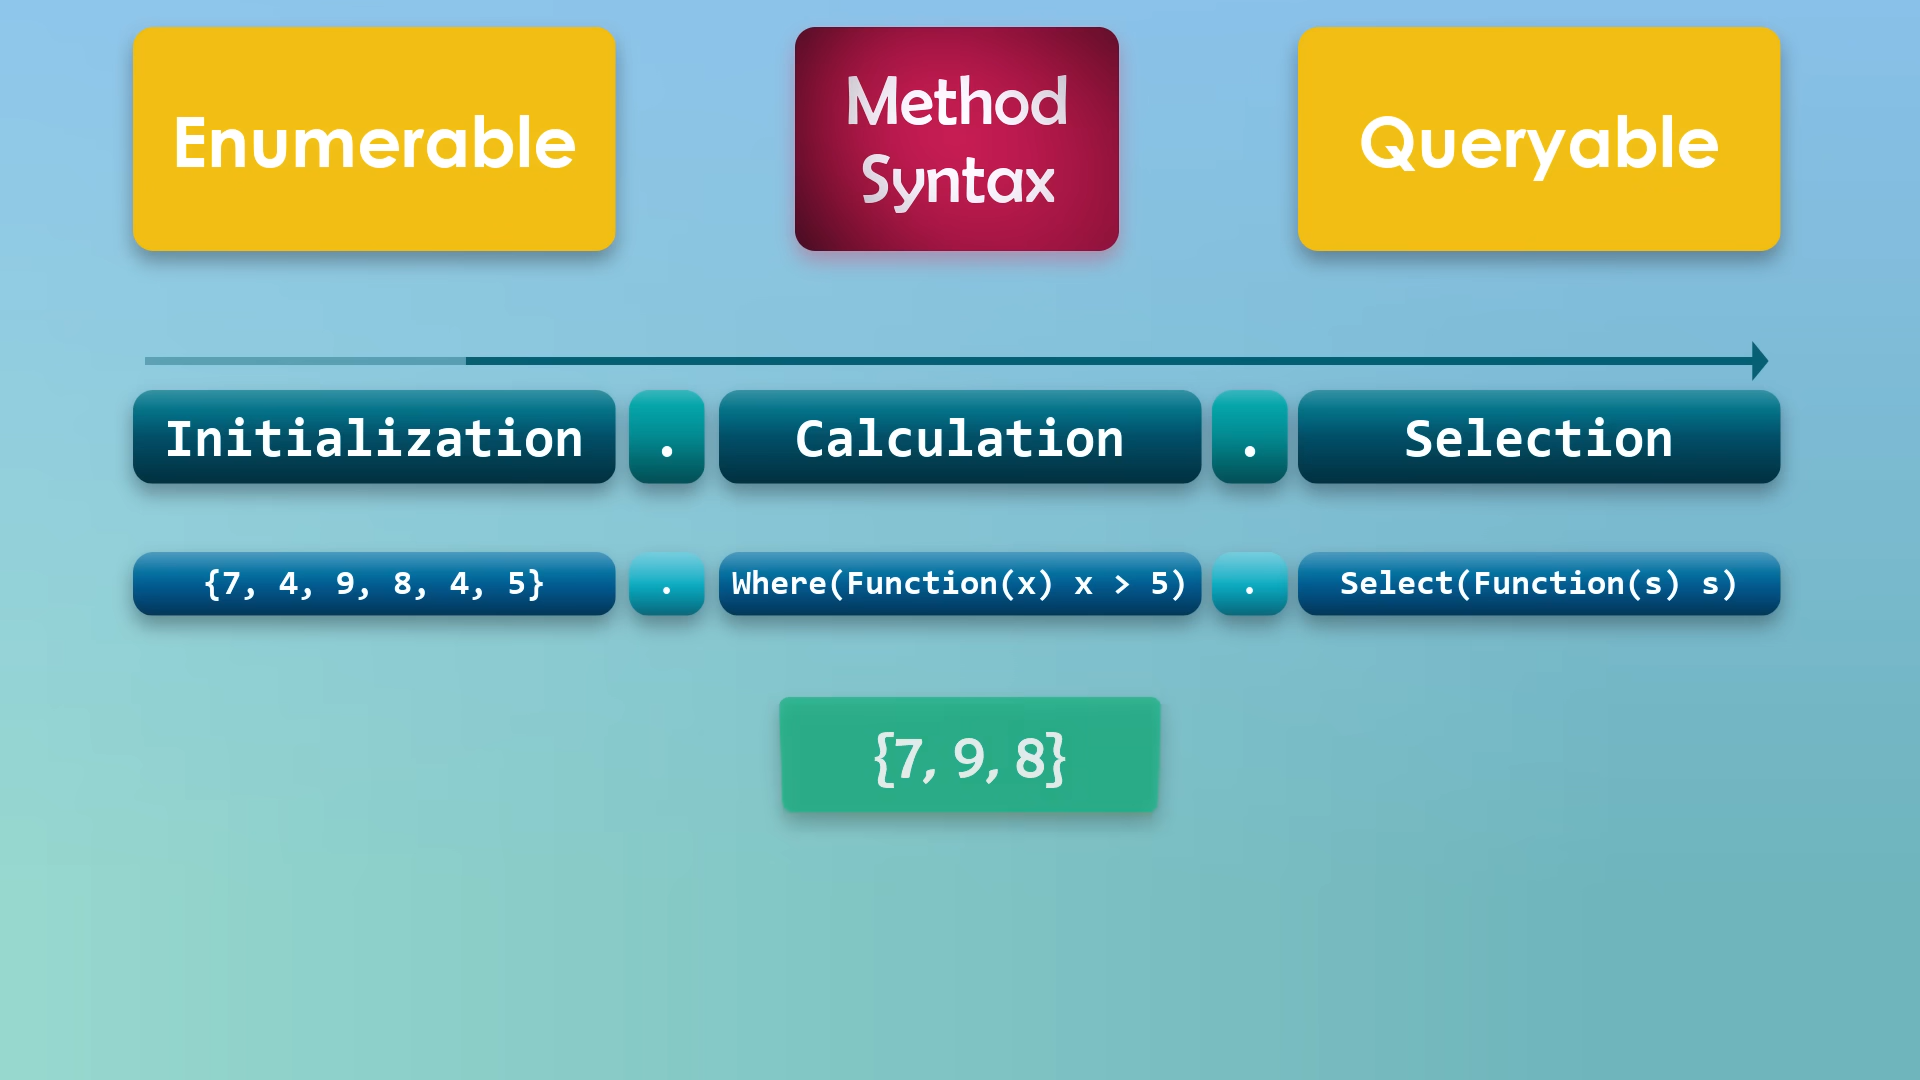 Enumerable
Method
Syntax
Queryable
Initialization . Calculation . Selection
{7, 4, 9, 8, 4, 5} . Where(Function(x) x > 5) . Select(Function(s) s)
{7, 9, 8}